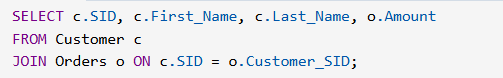 SELECT c.SID, c.First_Name, c.Last_Name, o.Amount
FROM Customer c
JOIN Orders o ON c.SID = o.Customer_SID;